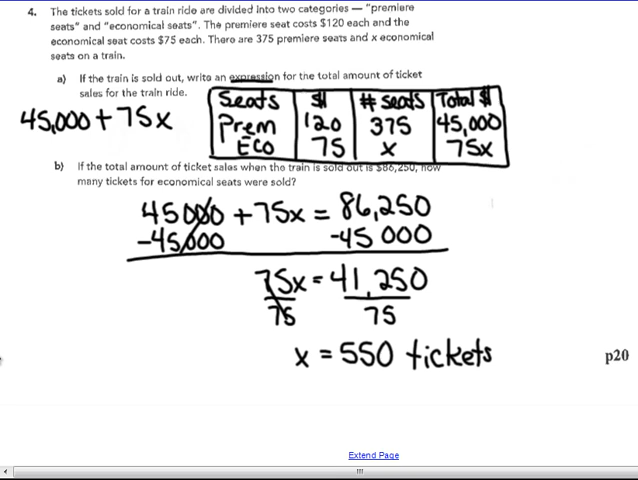 4. The tickets sold for a train ride are divided into two categories — "premiere
seats" and "economical seats". The premiere seat costs $120 each and the
economical seat costs $75 each. There are 375 premiere seats and x economical
seats on a train.
a) If the train is sold out, write an expression for the total amount of ticket
sales for the train ride.
Seats $ # seats Total $
45,000 + 75x
Prem 120 375 45,000
Eco 75 x 75x
b) If the total amount of ticket sales when the train is sold out is $86,250, how
many tickets for economical seats were sold?
45000 + 75x = 86,250
-45,000 -45 000
75x = 41,250
75 75
x = 550 tickets
p20
Extend Page